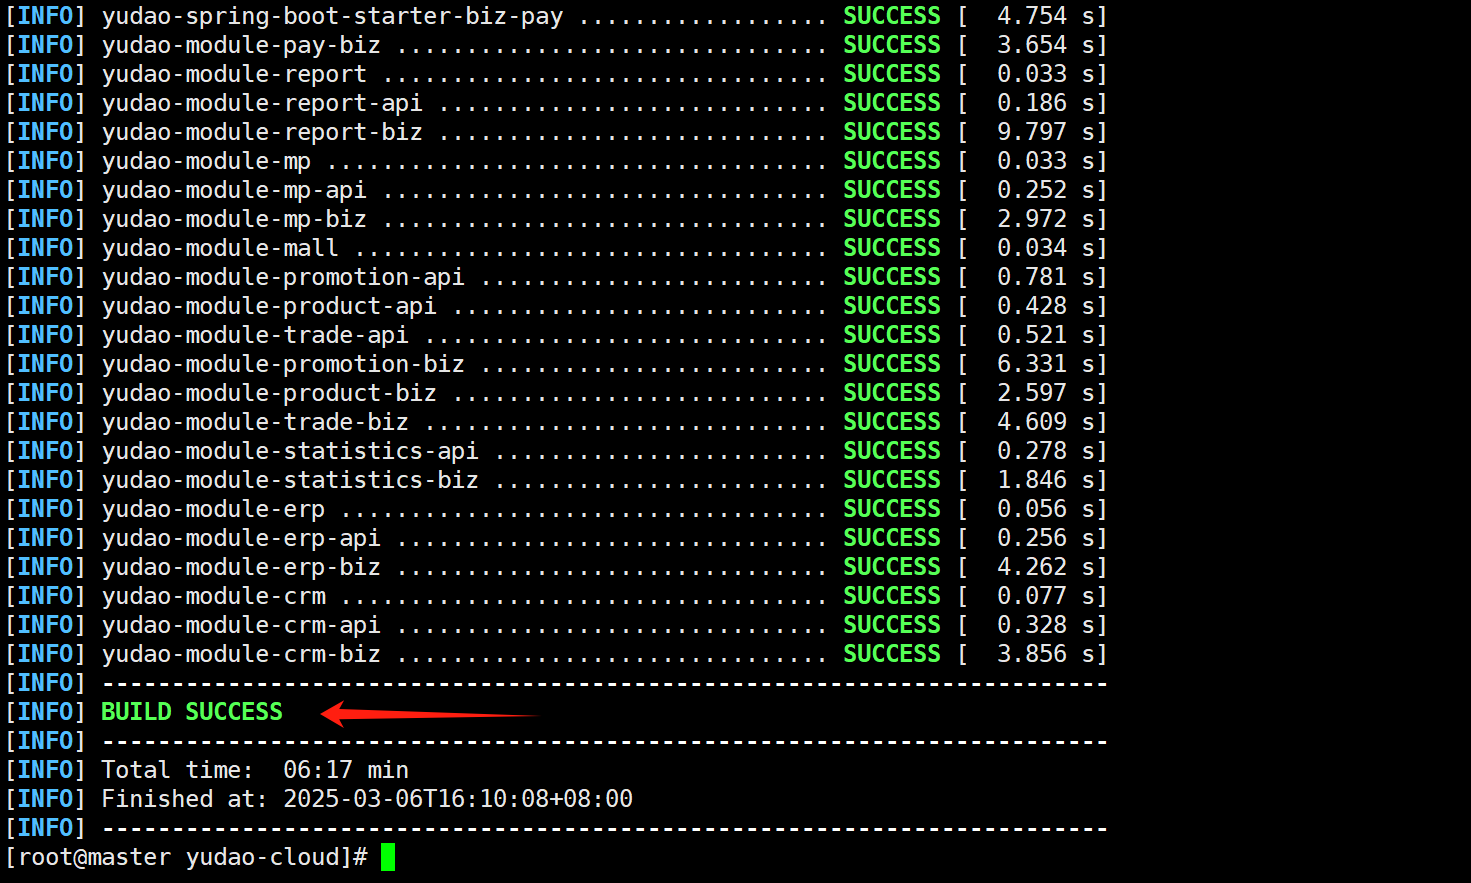 [INFO] yudao-spring-boot-starter-biz-pay .................. SUCCESS [  4.754 s]
[INFO] yudao-module-pay-biz ............................... SUCCESS [  3.654 s]
[INFO] yudao-module-report ................................ SUCCESS [  0.033 s]
[INFO] yudao-module-report-api ............................ SUCCESS [  0.186 s]
[INFO] yudao-module-report-biz ............................ SUCCESS [  9.797 s]
[INFO] yudao-module-mp .................................... SUCCESS [  0.033 s]
[INFO] yudao-module-mp-api ................................ SUCCESS [  0.252 s]
[INFO] yudao-module-mp-biz ................................ SUCCESS [  2.972 s]
[INFO] yudao-module-mall .................................. SUCCESS [  0.034 s]
[INFO] yudao-module-promotion-api ......................... SUCCESS [  0.781 s]
[INFO] yudao-module-product-api ........................... SUCCESS [  0.428 s]
[INFO] yudao-module-trade-api ............................. SUCCESS [  0.521 s]
[INFO] yudao-module-promotion-biz ......................... SUCCESS [  6.331 s]
[INFO] yudao-module-product-biz ........................... SUCCESS [  2.597 s]
[INFO] yudao-module-trade-biz ............................. SUCCESS [  4.609 s]
[INFO] yudao-module-statistics-api ........................ SUCCESS [  0.278 s]
[INFO] yudao-module-statistics-biz ........................ SUCCESS [  1.846 s]
[INFO] yudao-module-erp ................................... SUCCESS [  0.056 s]
[INFO] yudao-module-erp-api ............................... SUCCESS [  0.256 s]
[INFO] yudao-module-erp-biz ............................... SUCCESS [  4.262 s]
[INFO] yudao-module-crm ................................... SUCCESS [  0.077 s]
[INFO] yudao-module-crm-api ............................... SUCCESS [  0.328 s]
[INFO] yudao-module-crm-biz ............................... SUCCESS [  3.856 s]
[INFO] ------------------------------------------------------------------------
[INFO] BUILD SUCCESS
[INFO] ------------------------------------------------------------------------
[INFO] Total time:  06:17 min
[INFO] Finished at: 2025-03-06T16:10:08+08:00
[INFO] ------------------------------------------------------------------------
[root@master yudao-cloud]#